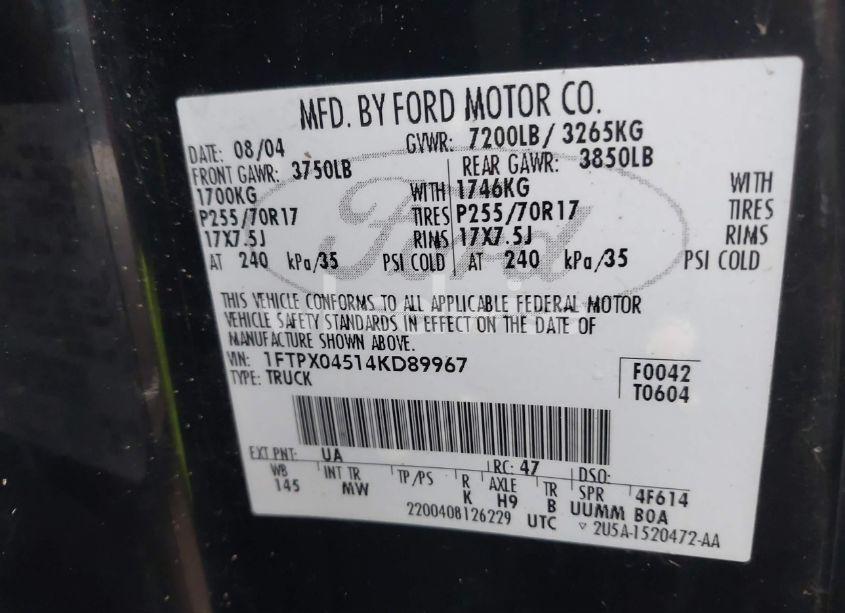 MFD. BY FORD MOTOR CO.
DATE: 08/04 GVWR: 7200LB/ 3265KG
FRONT GAWR: 3750LB REAR GAWR: 3850LB
1700KG WITH 1746KG WITH
P255/70R17 TIRES P255/70R17 TIRES
17X7.5J RIMS 17X7.5J RIMS
AT 240 kPa/35 PSI COLD AT 240 kPa/35 PSI COLD
Ford
THIS VEHICLE CONFORMS TO ALL APPLICABLE FEDERAL MOTOR
VEHICLE SAFETY STANDARDS IN EFFECT ON THE DATE OF
MANUFACTURE SHOWN ABOVE.
VIN: 1FTPX04514KD89967
TYPE: TRUCK
F0042
T0604
EXT PNT: UA RC: 47 DSO:
WB INT TR TP/PS R AXLE TR SPR 4F614
145 MW K H9 B UUMM BOA
2200408126229 UTC ▽ 2U5A-1520472-AA